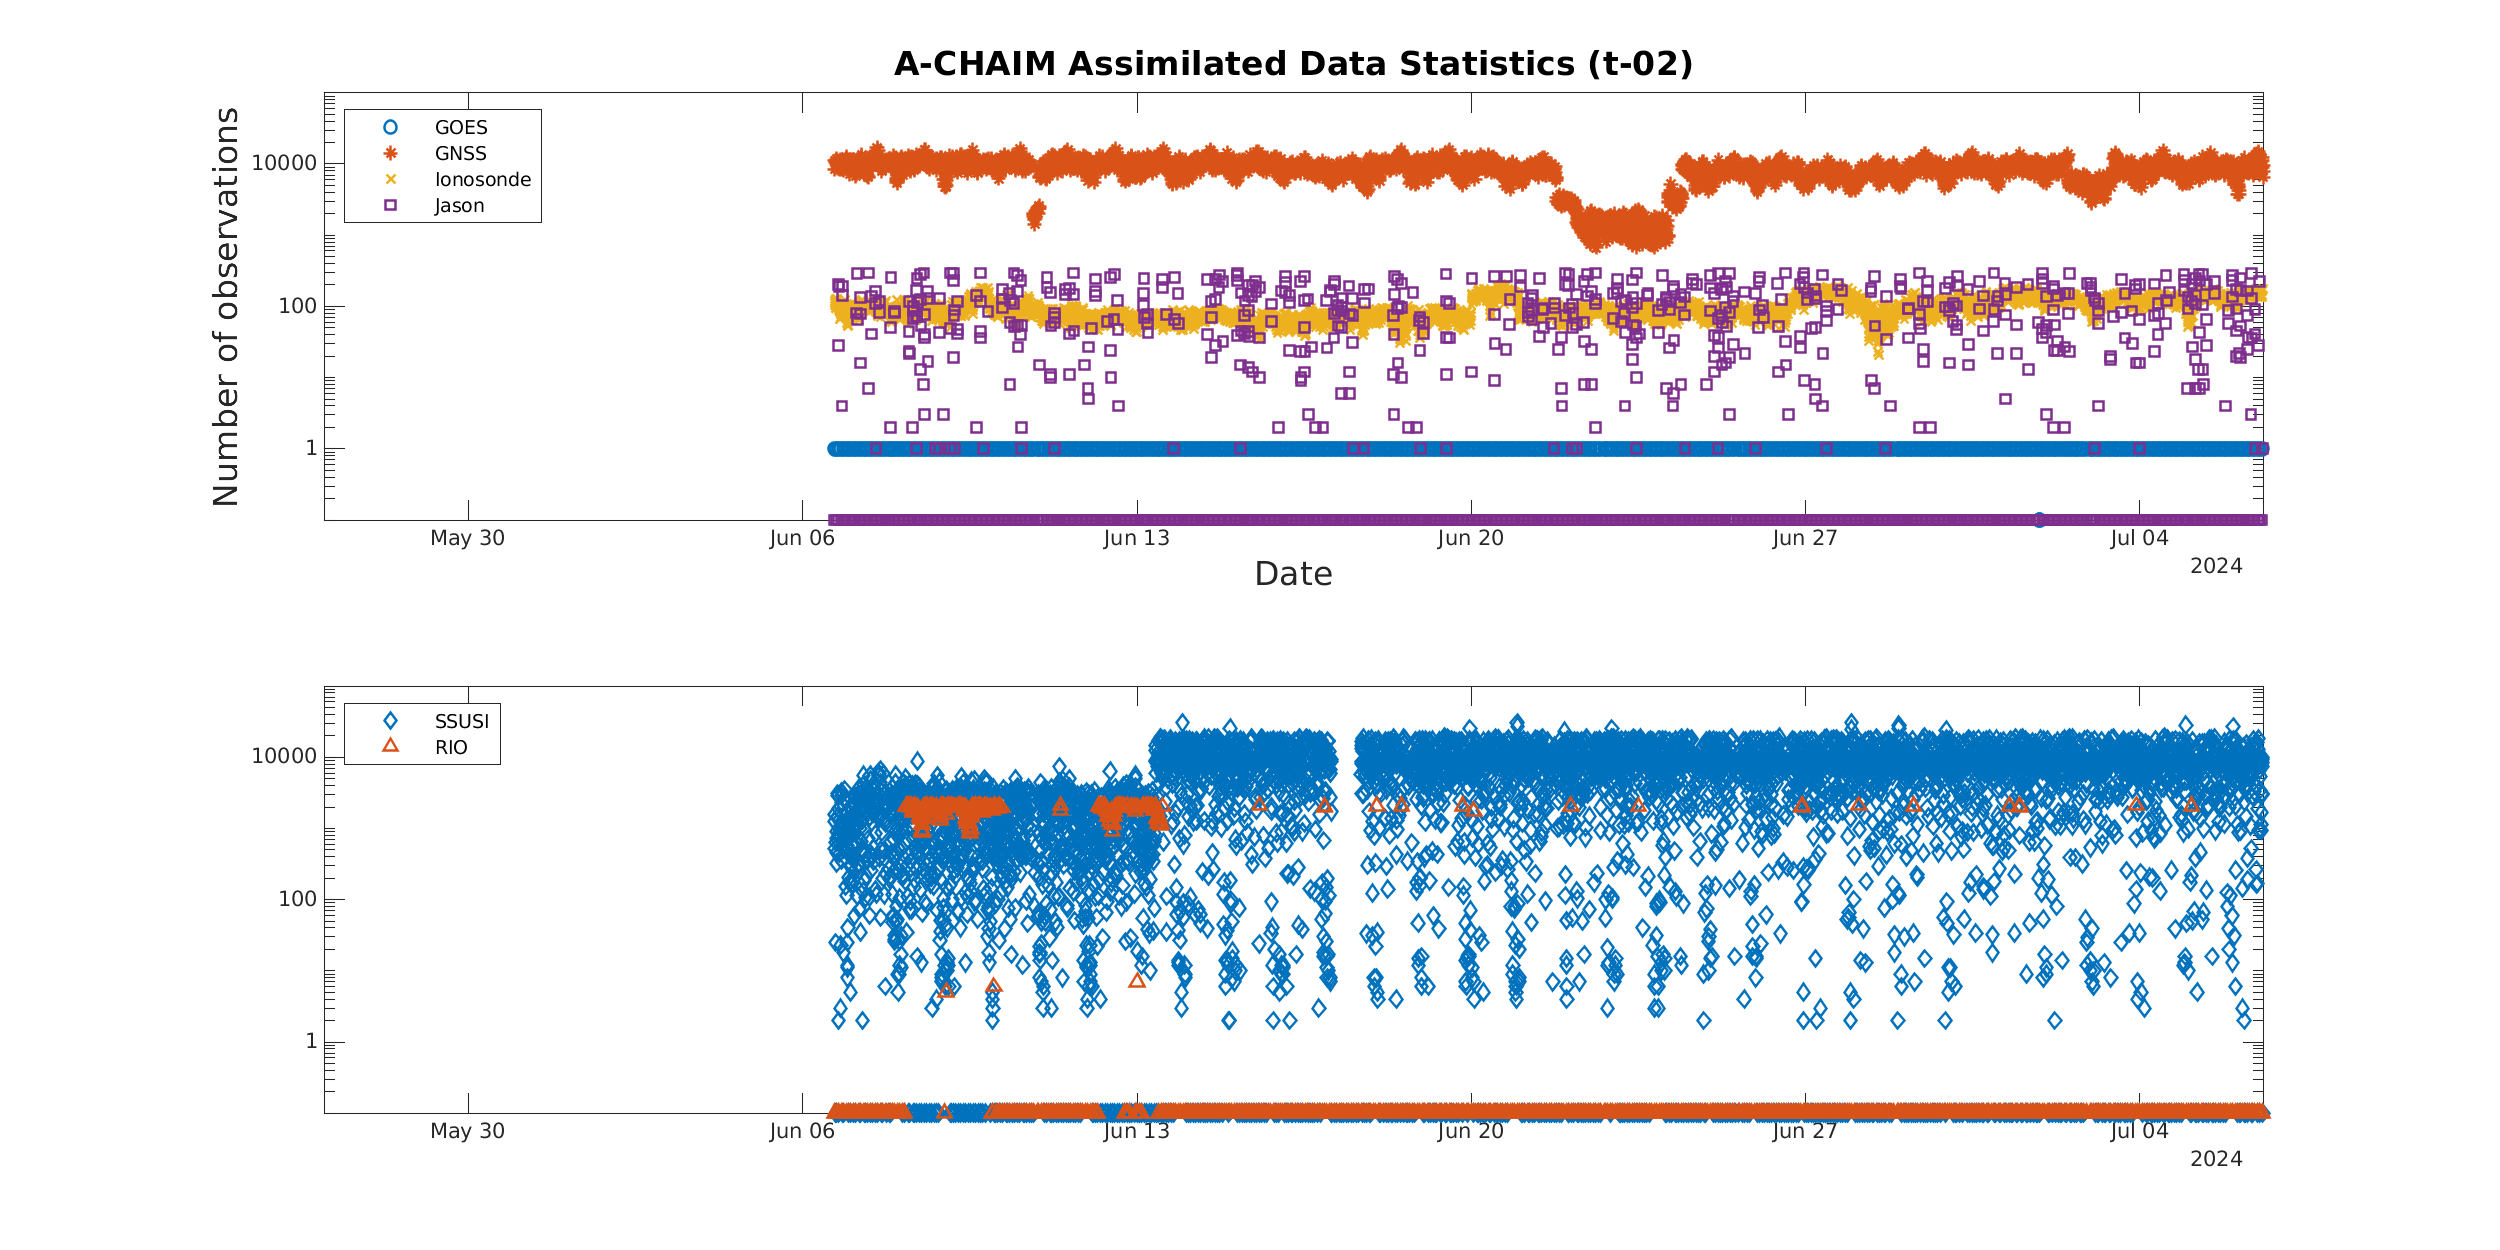 A-CHAIM Assimilated Data Statistics (t-02)
Number of observations
10000
100
1
GOES
GNSS
Ionosonde
Jason
May 30
Jun 06
Jun 13
Jun 20
Jun 27
Jul 04
2024
Date
10000
100
1
SSUSI
RIO
May 30
Jun 06
Jun 13
Jun 20
Jun 27
Jul 04
2024